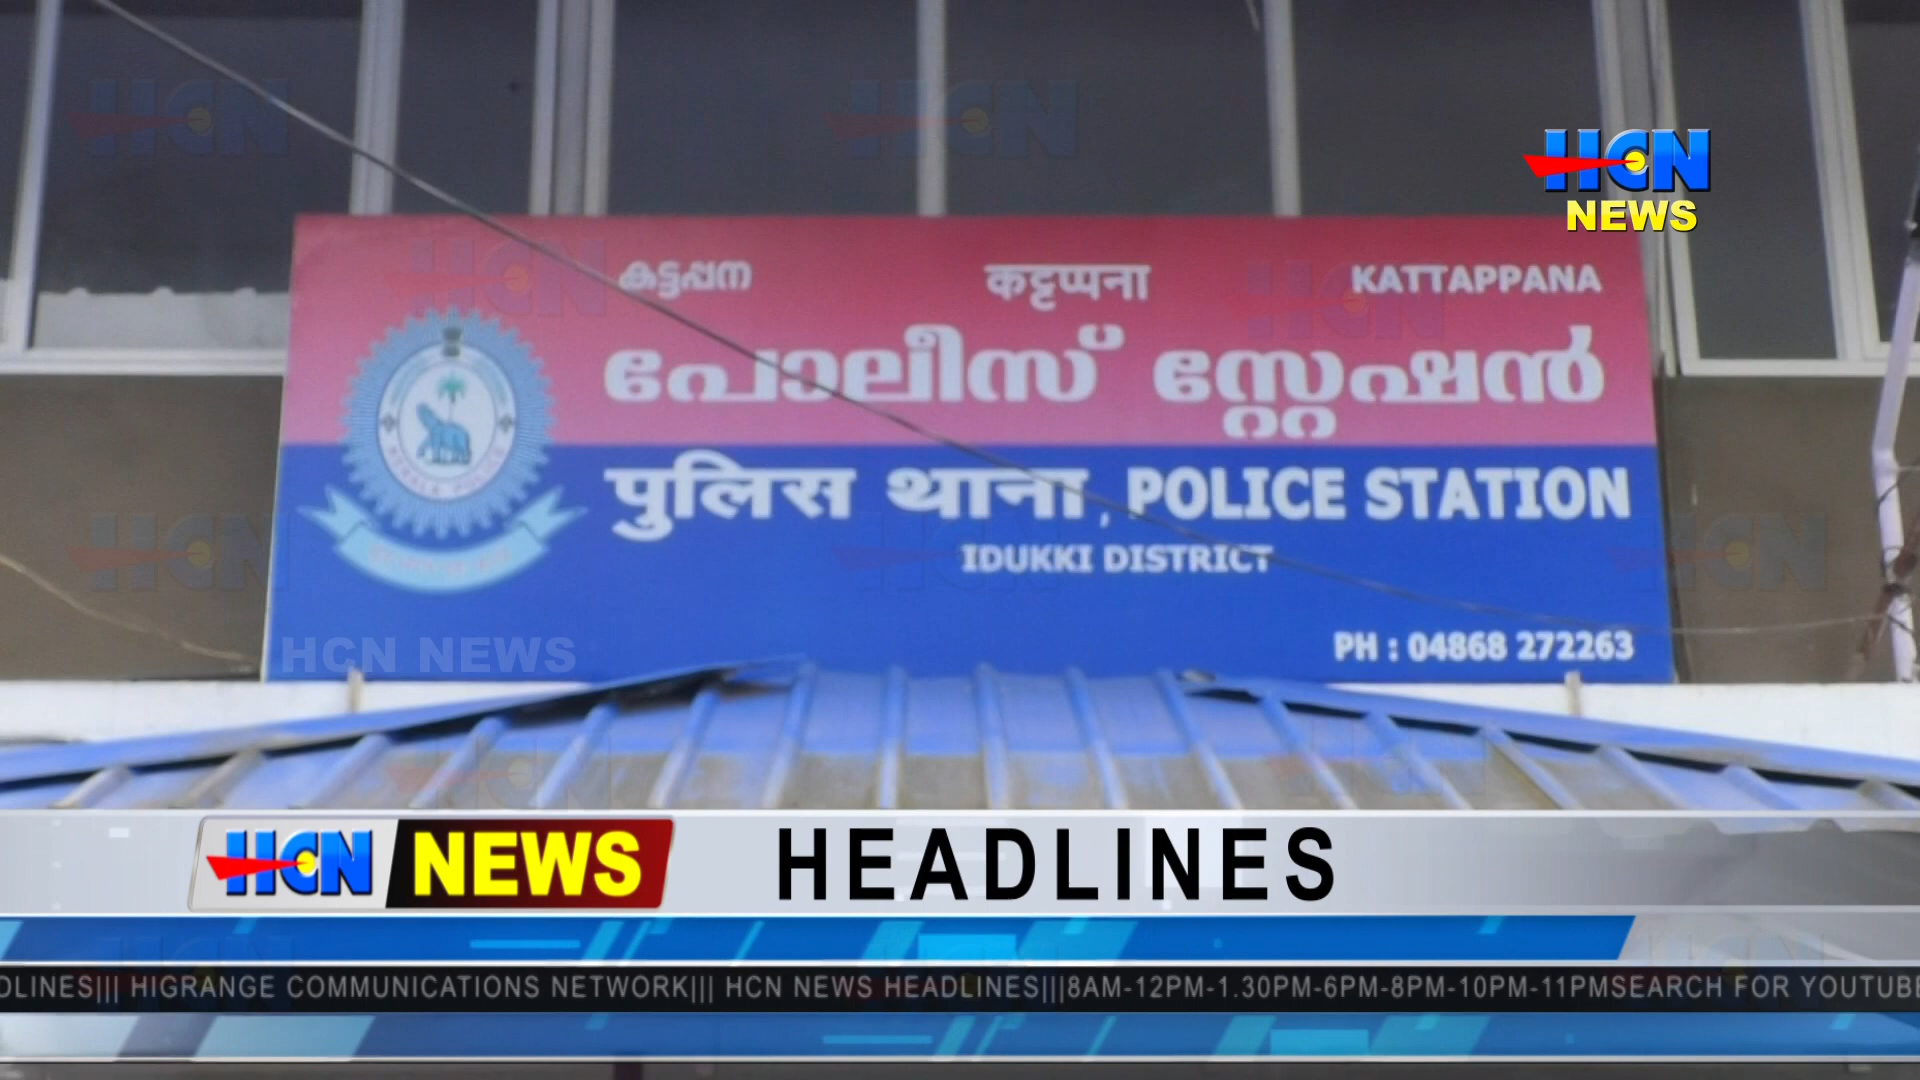 HCN
NEWS
കട്ടപ്പന कट्टप्पना KATTAPPANA
പോലീസ് സ്റ്റേഷൻ
पुलिस थाना, POLICE STATION
IDUKKI DISTRICT
KERALA POLICE
PH : 04868 272263
HCN NEWS
HCN NEWS HEADLINES
DLINES||| HIGRANGE COMMUNICATIONS NETWORK||| HCN NEWS HEADLINES|||8AM-12PM-1.30PM-6PM-8PM-10PM-11PMSEARCH FOR YOUTUBE